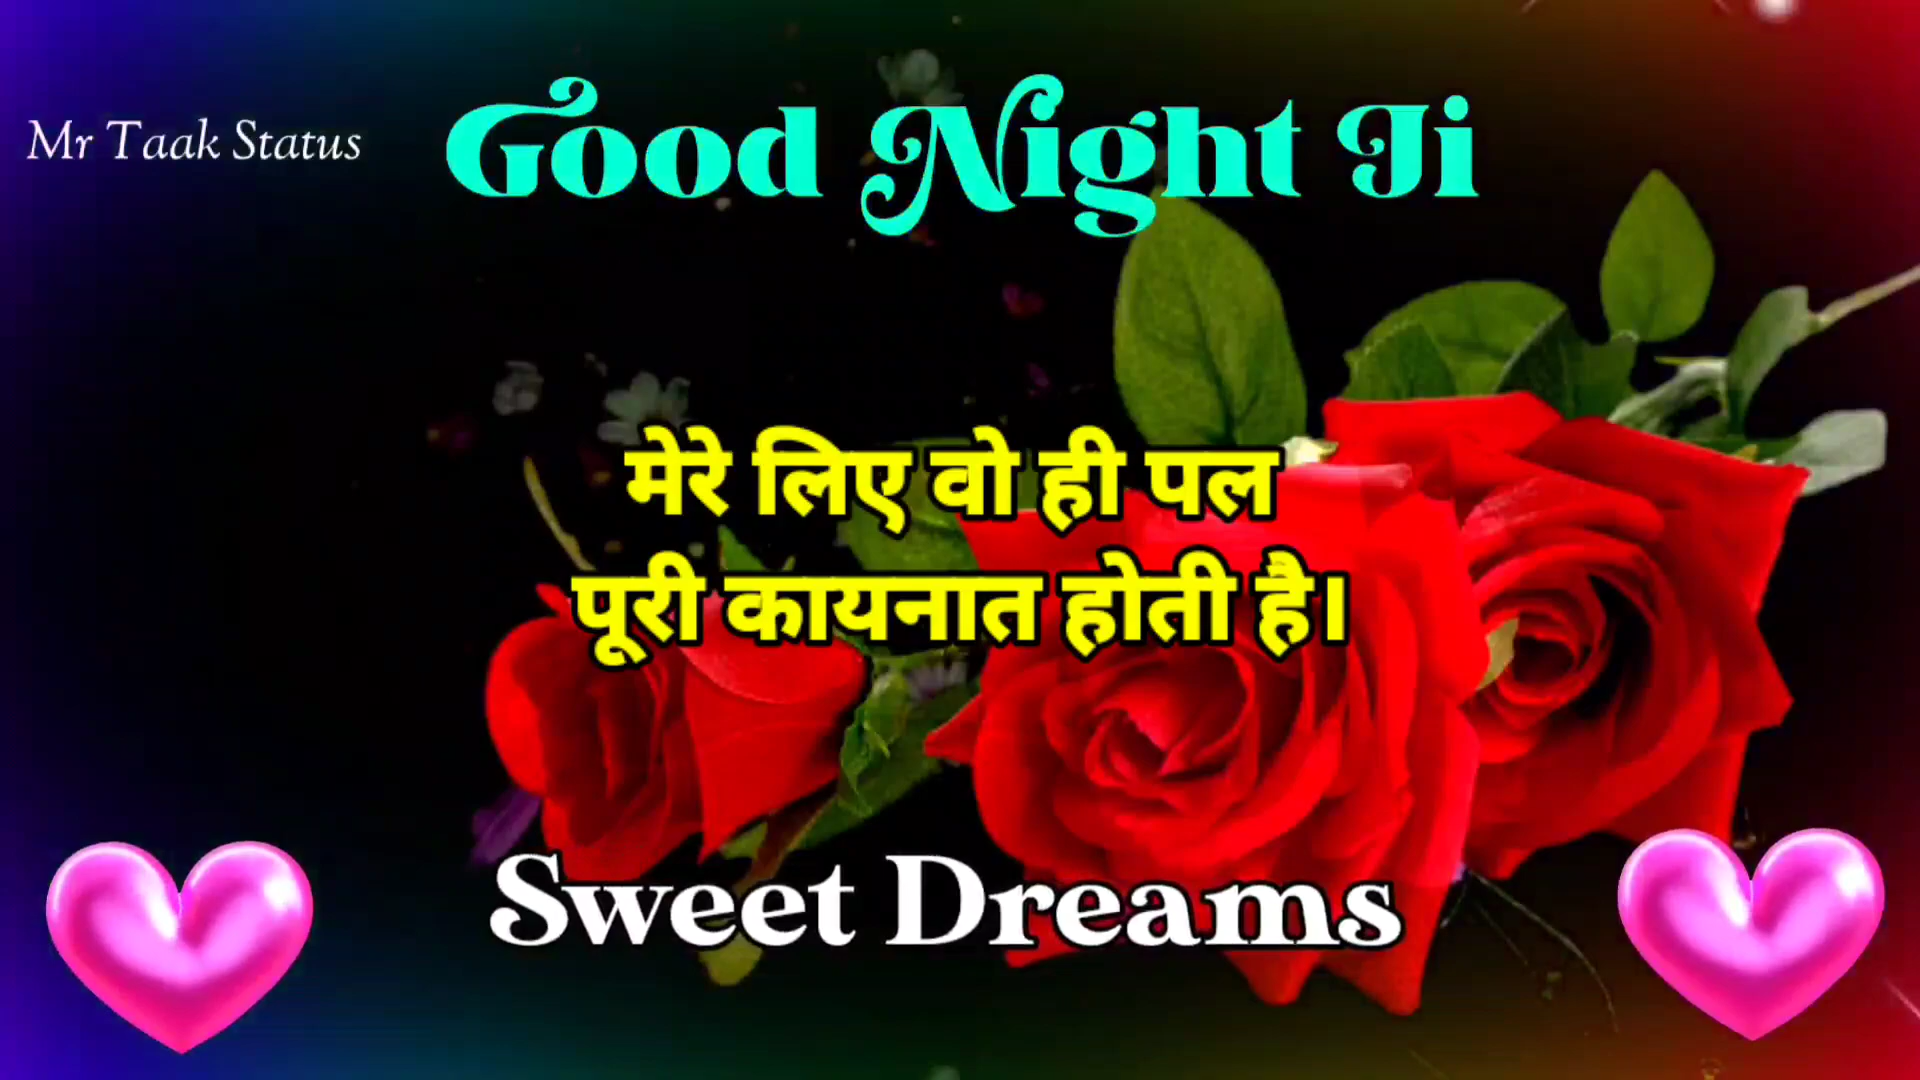 Good Night Ji
Mr Taak Status
मेरे लिए वो ही पल
पूरी कायनात होती है।
Sweet Dreams